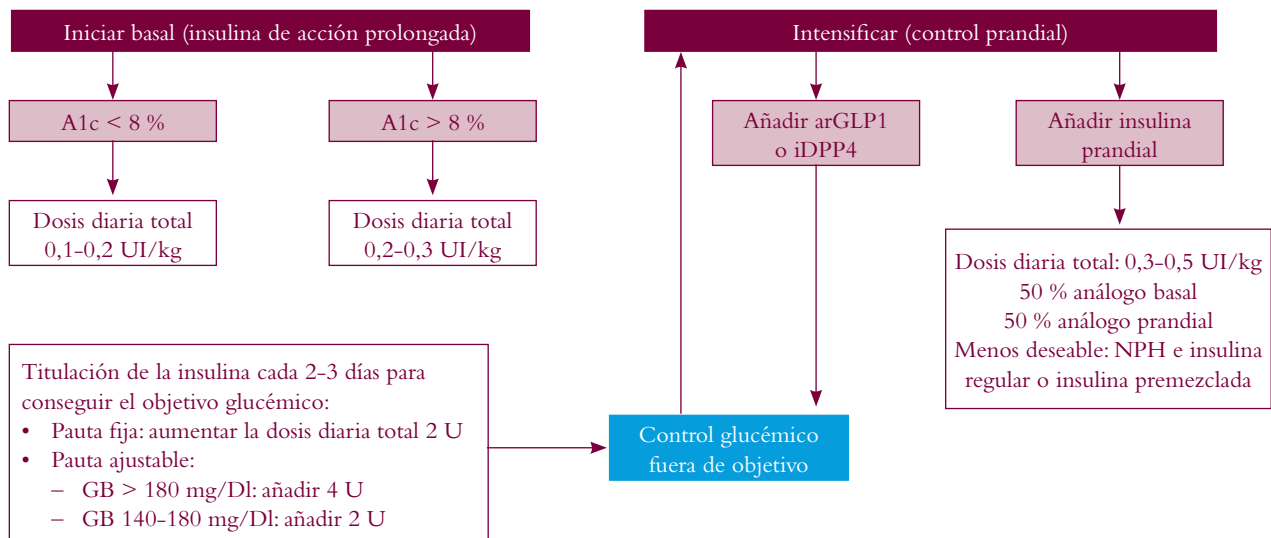 Iniciar basal (insulina de acción prolongada)
A1c < 8 %
A1c > 8 %
Dosis diaria total
0,1-0,2 UI/kg
Dosis diaria total
0,2-0,3 UI/kg
Titulación de la insulina cada 2-3 días para
conseguir el objetivo glucémico:
• Pauta fija: aumentar la dosis diaria total 2 U
• Pauta ajustable:
– GB > 180 mg/Dl: añadir 4 U
– GB 140-180 mg/Dl: añadir 2 U
Intensificar (control prandial)
Añadir arGLP1
o iDPP4
Añadir insulina
prandial
Dosis diaria total: 0,3-0,5 UI/kg
50 % análogo basal
50 % análogo prandial
Menos deseable: NPH e insulina
regular o insulina premezclada
Control glucémico
fuera de objetivo